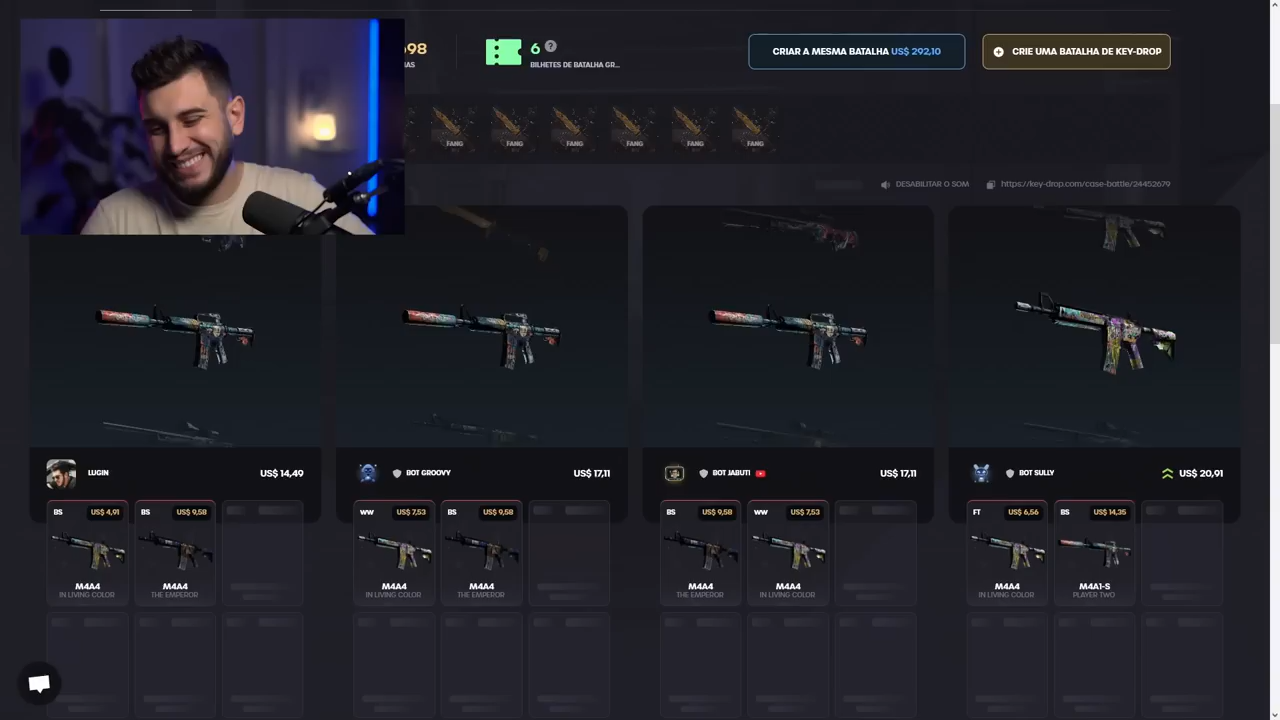 98
AS
6
?
BILHETES DE BATALHA GR...
CRIAR A MESMA BATALHA US$ 292,10
CRIE UMA BATALHA DE KEY-DROP
FANG
FANG
FANG
FANG
FANG
FANG
DESABILITAR O SOM
https://key-drop.com/case-battle/24452679
LUGIN
US$ 14,49
BOT GROOVY
US$ 17,11
BOT JABUTI
US$ 17,11
BOT SULLY
US$ 20,91
BS
US$ 4,91
M4A4
IN LIVING COLOR
BS
US$ 9,58
M4A4
THE EMPEROR
WW
US$ 7,53
M4A4
IN LIVING COLOR
BS
US$ 9,58
M4A4
THE EMPEROR
BS
US$ 9,58
M4A4
THE EMPEROR
WW
US$ 7,53
M4A4
IN LIVING COLOR
FT
US$ 6,56
M4A4
IN LIVING COLOR
BS
US$ 14,35
M4A1-S
PLAYER TWO